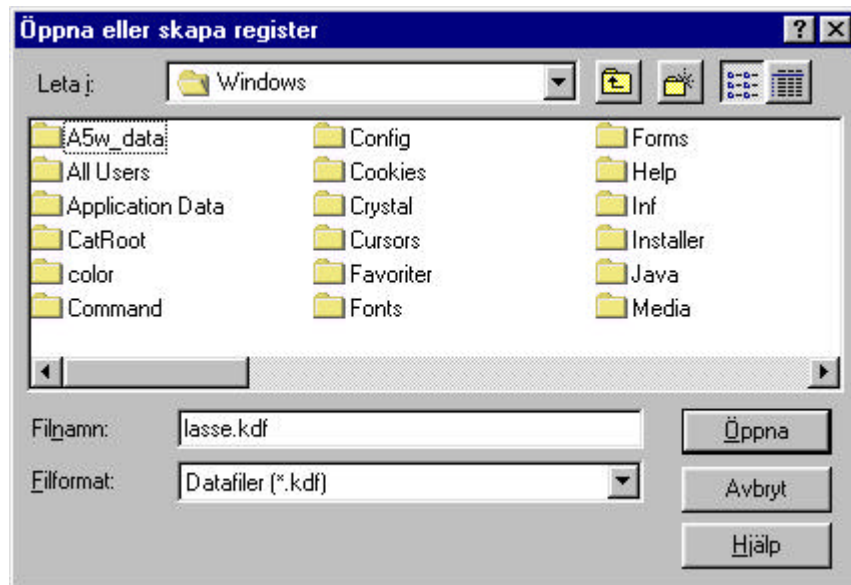 Öppna eller skapa register
Leta i: Windows
A5w_data Config Forms
All Users Cookies Help
Application Data Crystal Inf
CatRoot Cursors Installer
color Favoriter Java
Command Fonts Media
Filnamn: lasse.kdf Öppna
Filformat: Datafiler (*.kdf) Avbryt
Hjälp